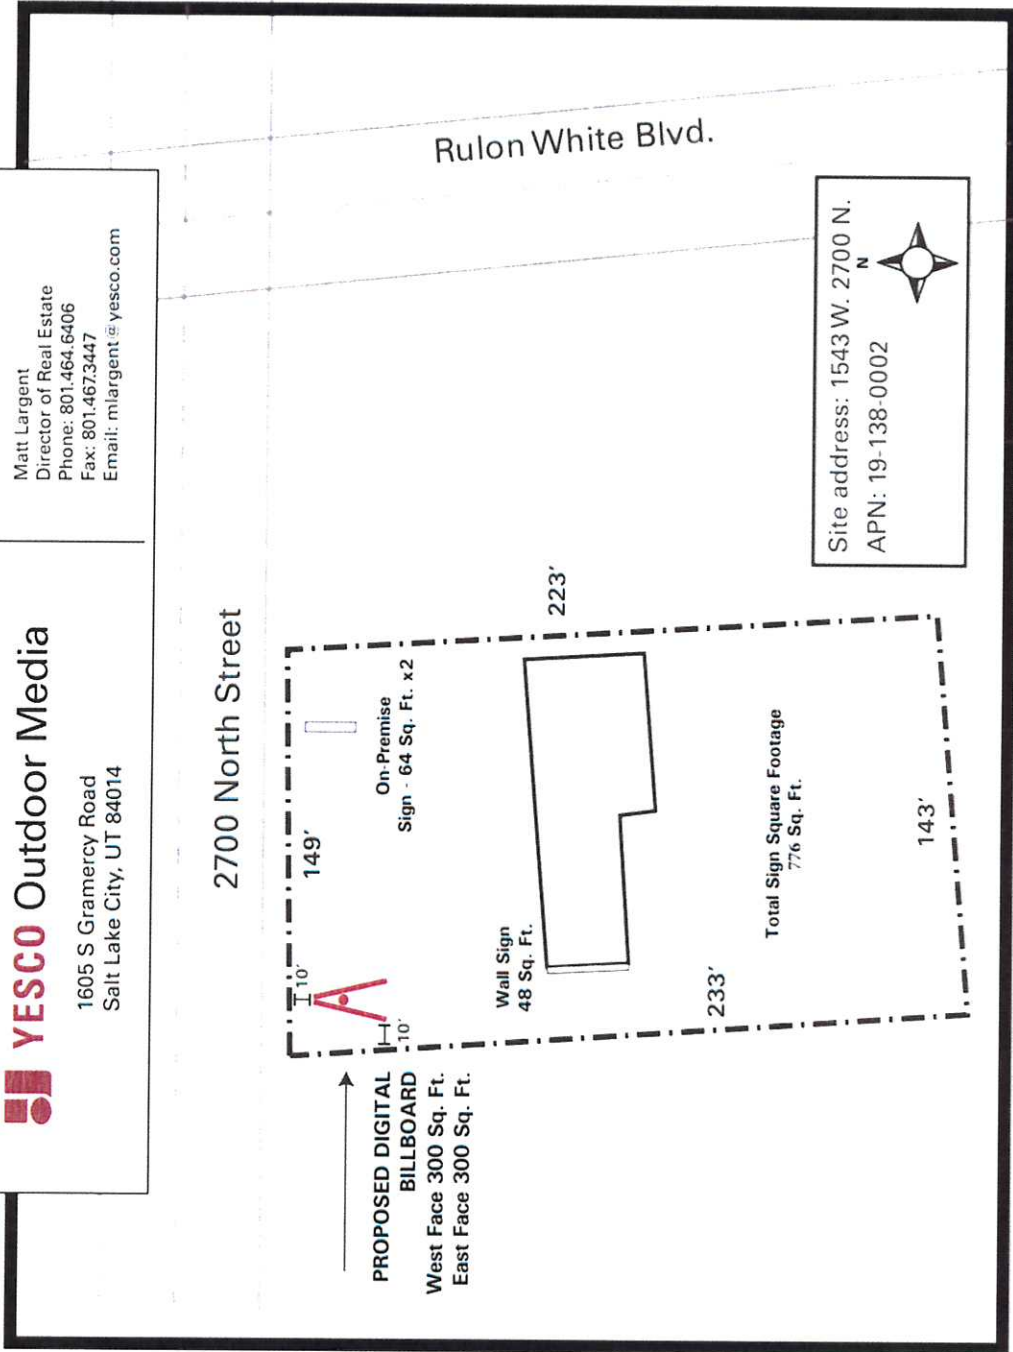 YESCO Outdoor Media
1605 S Gramercy Road
Salt Lake City, UT 84014
Matt Largent
Director of Real Estate
Phone: 801.464.6406
Fax: 801.467.3447
Email: mlargent@yesco.com
2700 North Street
Rulon White Blvd.
149'
10'
10'
PROPOSED DIGITAL
BILLBOARD
West Face 300 Sq. Ft.
East Face 300 Sq. Ft.
On-Premise
Sign - 64 Sq. Ft. x2
Wall Sign
48 Sq. Ft.
223'
233'
Total Sign Square Footage
776 Sq. Ft.
143'
Site address: 1543 W. 2700 N.
APN: 19-138-0002
N